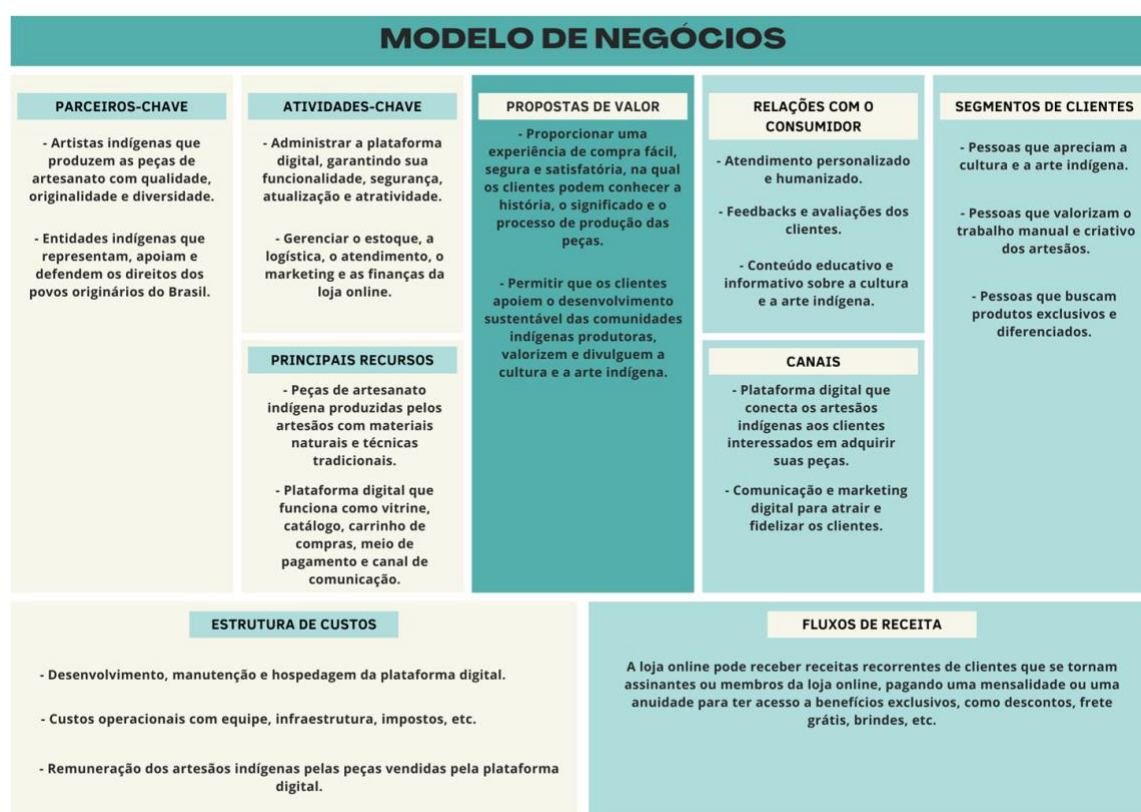 MODELO DE NEGÓCIOS
PARCEIROS-CHAVE
- Artistas indígenas que
produzem as peças de
artesanato com qualidade,
originalidade e diversidade.
- Entidades indígenas que
representam, apoiam e
defendem os direitos dos
povos originários do Brasil.
ATIVIDADES-CHAVE
- Administrar a plataforma
digital, garantindo sua
funcionalidade, segurança,
atualização e atratividade.
- Gerenciar o estoque, a
logística, o atendimento, o
marketing e as finanças da
loja online.
PRINCIPAIS RECURSOS
- Peças de artesanato
indígena produzidas pelos
artesãos com materiais
naturais e técnicas
tradicionais.
- Plataforma digital que
funciona como vitrine,
catálogo, carrinho de
compras, meio de
pagamento e canal de
comunicação.
PROPOSTAS DE VALOR
- Proporcionar uma
experiência de compra fácil,
segura e satisfatória, na qual
os clientes podem conhecer a
história, o significado e o
processo de produção das
peças.
- Permitir que os clientes
apoiem o desenvolvimento
sustentável das comunidades
indígenas produtoras,
valorizem e divulguem a
cultura e a arte indígena.
RELAÇÕES COM O
CONSUMIDOR
- Atendimento personalizado
e humanizado.
- Feedbacks e avaliações dos
clientes.
- Conteúdo educativo e
informativo sobre a cultura
e a arte indígena.
CANAIS
- Plataforma digital que
conecta os artesãos
indígenas aos clientes
interessados em adquirir
suas peças.
- Comunicação e marketing
digital para atrair e
fidelizar os clientes.
SEGMENTOS DE CLIENTES
- Pessoas que apreciam a
cultura e a arte indígena.
- Pessoas que valorizam o
trabalho manual e criativo
dos artesãos.
- Pessoas que buscam
produtos exclusivos e
diferenciados.
ESTRUTURA DE CUSTOS
- Desenvolvimento, manutenção e hospedagem da plataforma digital.
- Custos operacionais com equipe, infraestrutura, impostos, etc.
- Remuneração dos artesãos indígenas pelas peças vendidas pela plataforma
digital.
FLUXOS DE RECEITA
A loja online pode receber receitas recorrentes de clientes que se tornam
assinantes ou membros da loja online, pagando uma mensalidade ou uma
anuidade para ter acesso a benefícios exclusivos, como descontos, frete
grátis, brindes, etc.